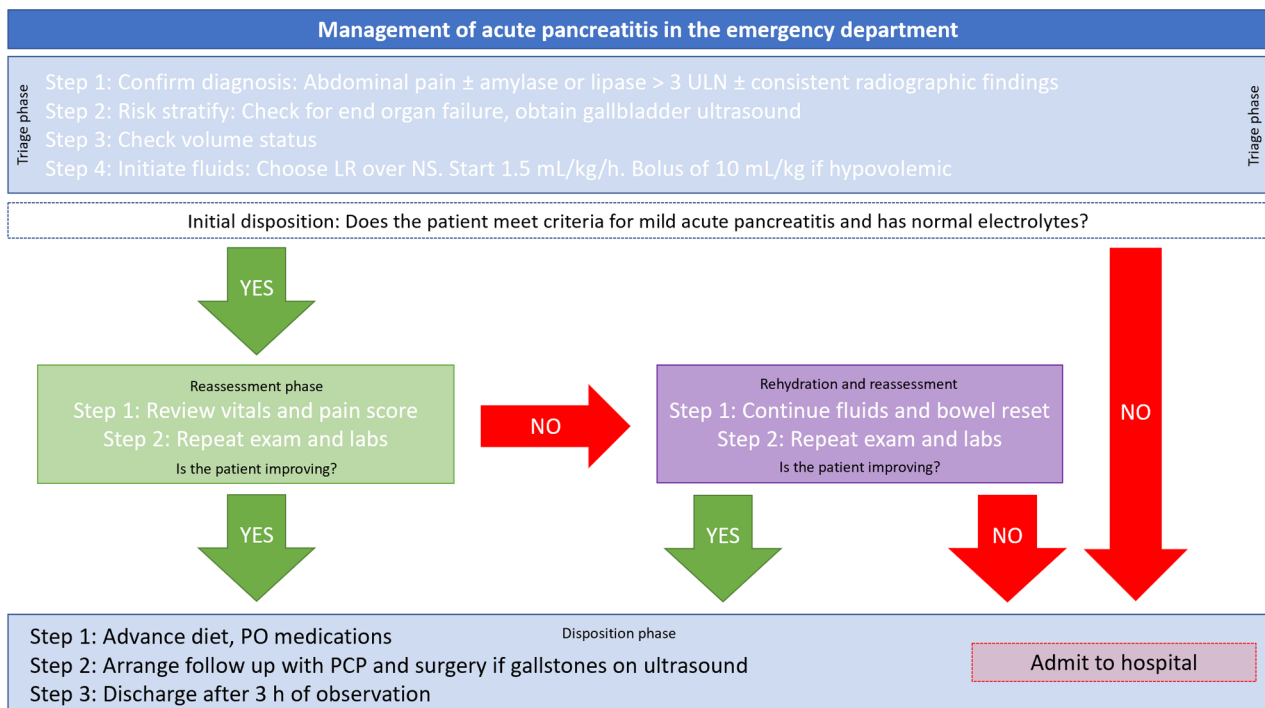 Management of acute pancreatitis in the emergency department
Triage phase
Step 1: Confirm diagnosis: Abdominal pain ± amylase or lipase > 3 ULN ± consistent radiographic findings
Step 2: Risk stratify: Check for end organ failure, obtain gallbladder ultrasound
Step 3: Check volume status
Step 4: Initiate fluids: Choose LR over NS. Start 1.5 mL/kg/h. Bolus of 10 mL/kg if hypovolemic
Triage phase
Initial disposition: Does the patient meet criteria for mild acute pancreatitis and has normal electrolytes?
YES
NO
Reassessment phase
Step 1: Review vitals and pain score
Step 2: Repeat exam and labs
Is the patient improving?
NO
Rehydration and reassessment
Step 1: Continue fluids and bowel reset
Step 2: Repeat exam and labs
Is the patient improving?
YES
YES
NO
Disposition phase
Step 1: Advance diet, PO medications
Step 2: Arrange follow up with PCP and surgery if gallstones on ultrasound
Step 3: Discharge after 3 h of observation
Admit to hospital